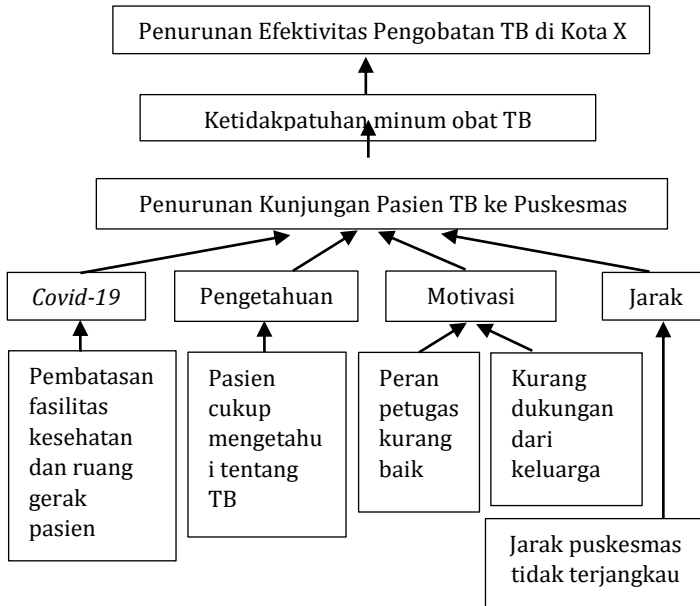 Penurunan Efektivitas Pengobatan TB di Kota X
Ketidakpatuhan minum obat TB
Penurunan Kunjungan Pasien TB ke Puskesmas
Covid-19
Pengetahuan
Motivasi
Jarak
Pembatasan
fasilitas
kesehatan
dan ruang
gerak
pasien
Pasien
cukup
mengetahu
i tentang
TB
Peran
petugas
kurang
baik
Kurang
dukungan
dari
keluarga
Jarak puskesmas
tidak terjangkau